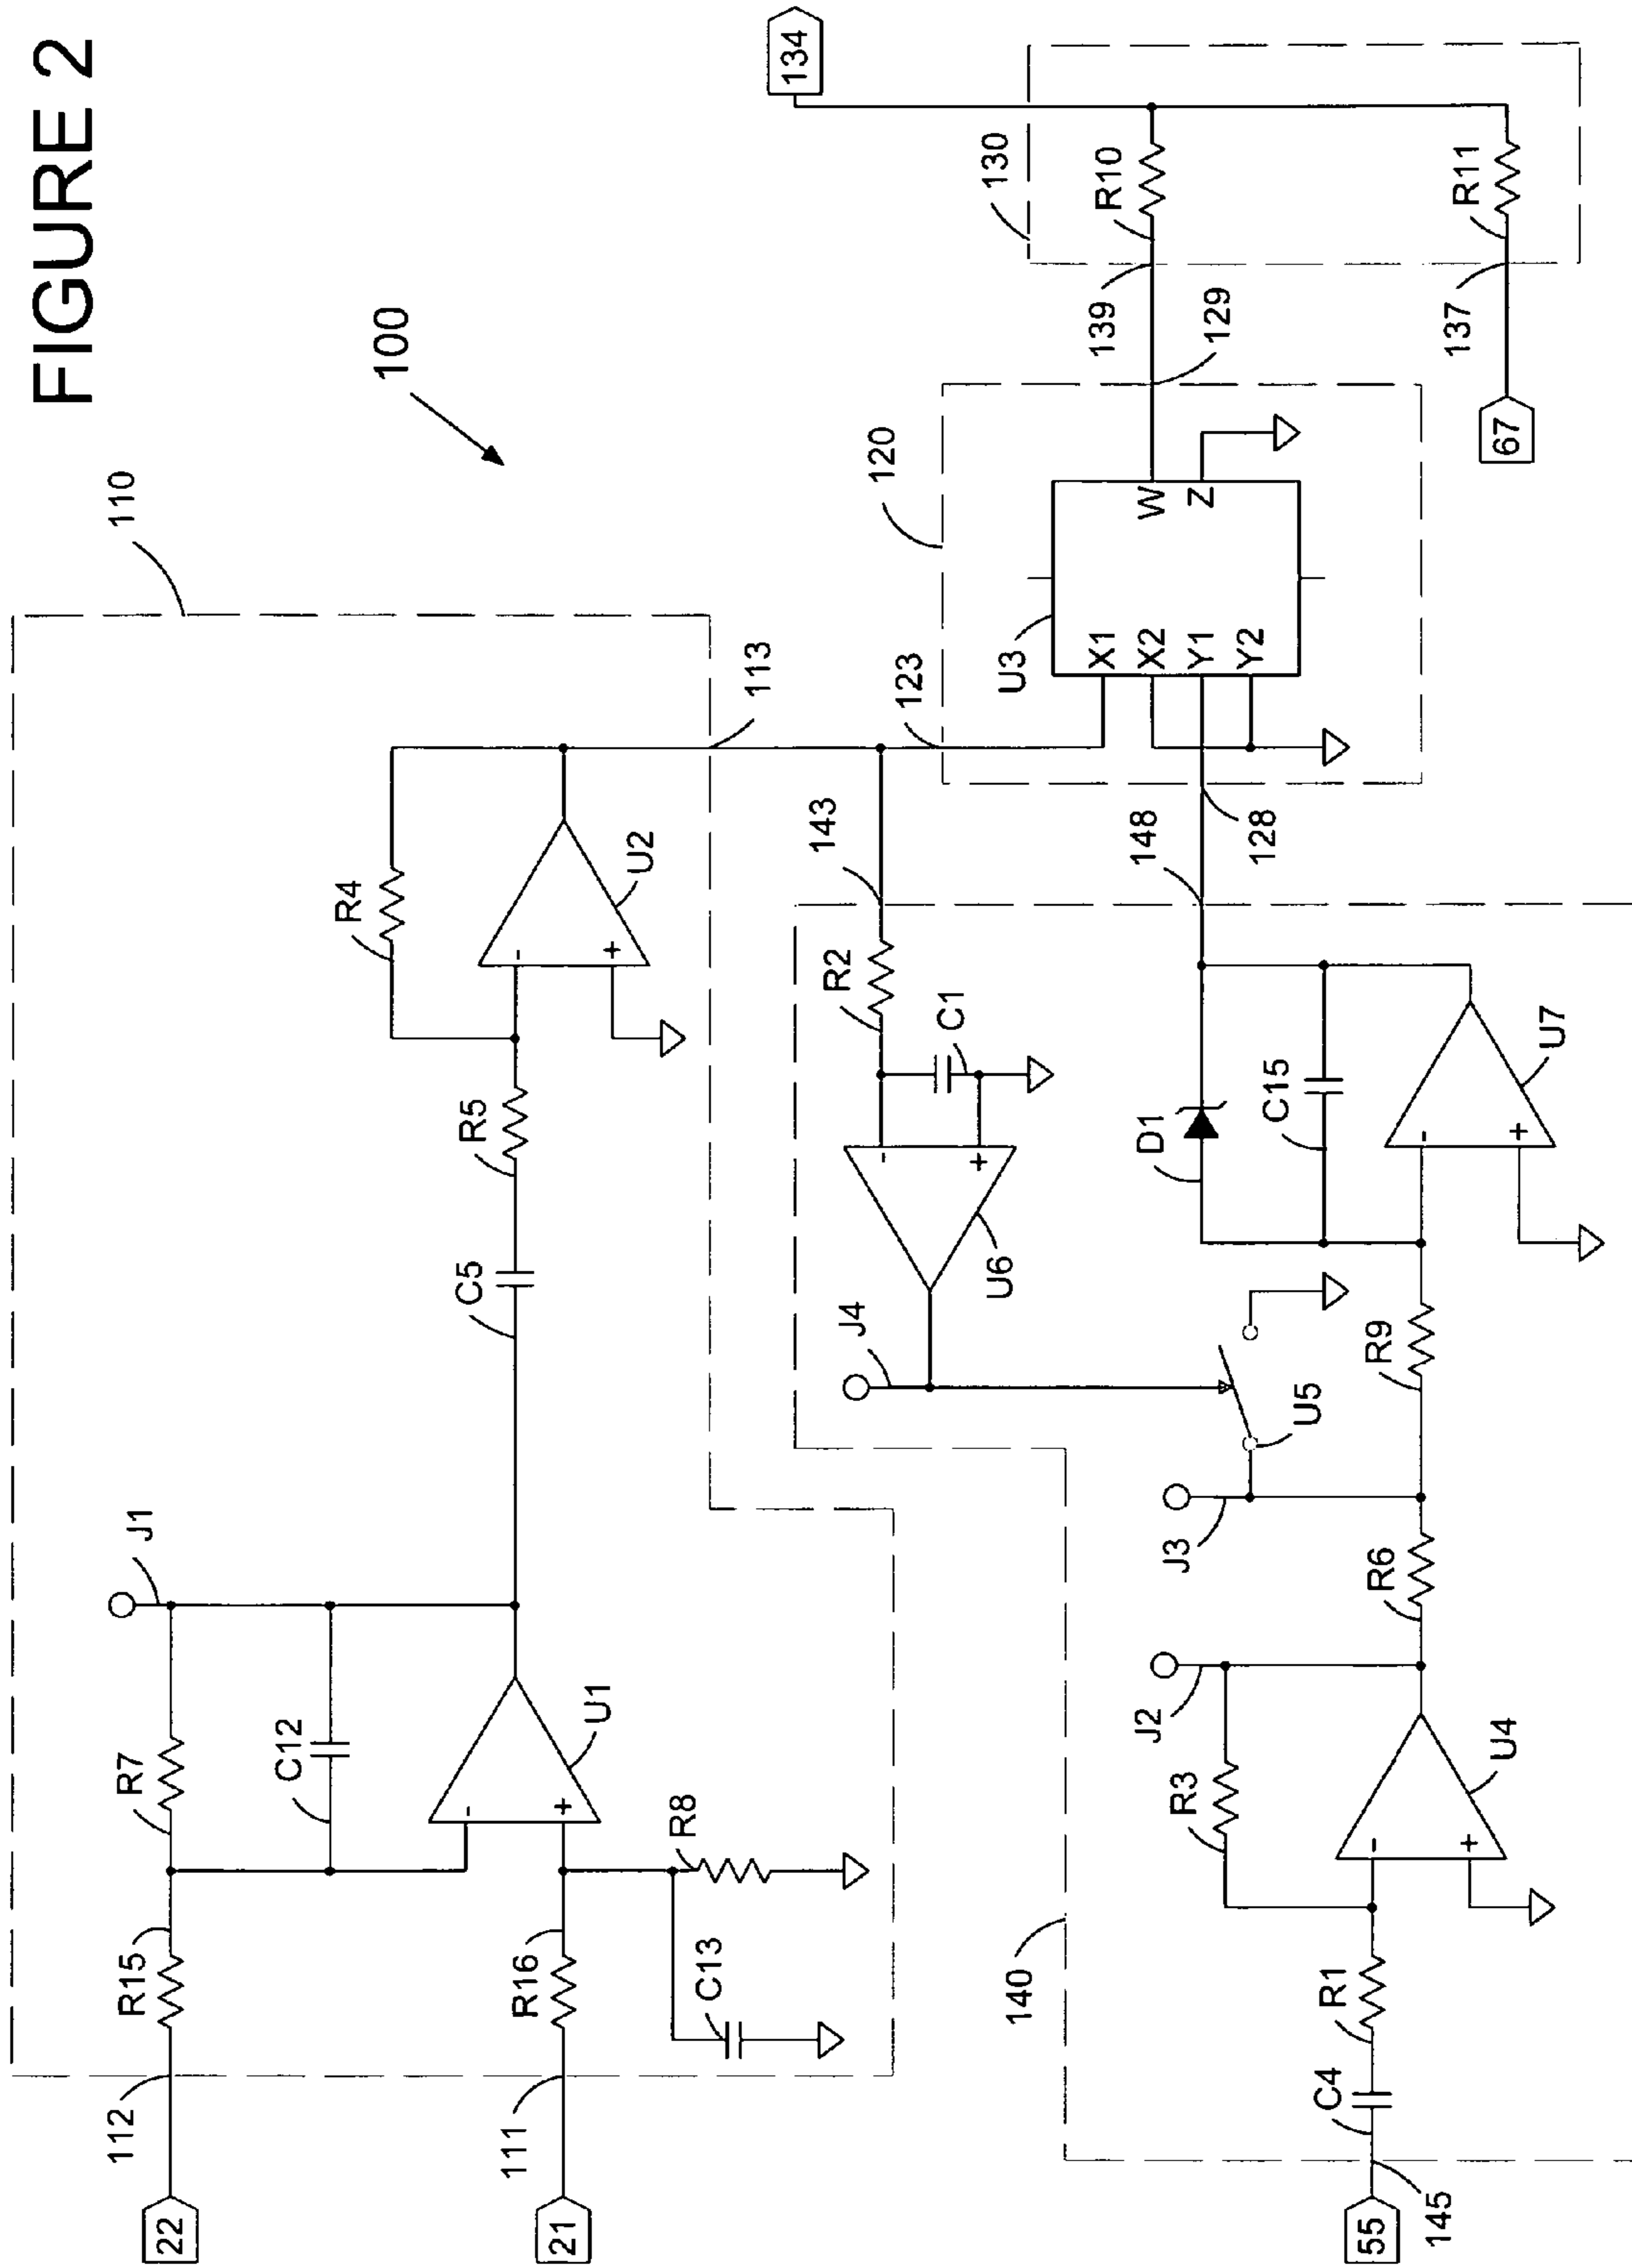 FIGURE 2
100
110
J1
R7
C12
R15
112
22
U1
R16
111
21
R8
C13
C5
R5
R4
U2
113
123
143
R2
C1
U6
J4
U5
J3
R9
R6
J2
R3
U4
R1
C4
145
55
140
D1
C15
U7
148
128
120
U3
X1
X2
Y1
Y2
W
Z
139
129
130
R10
R11
137
67
134
-
+
-
+
-
+
-
+
-
+